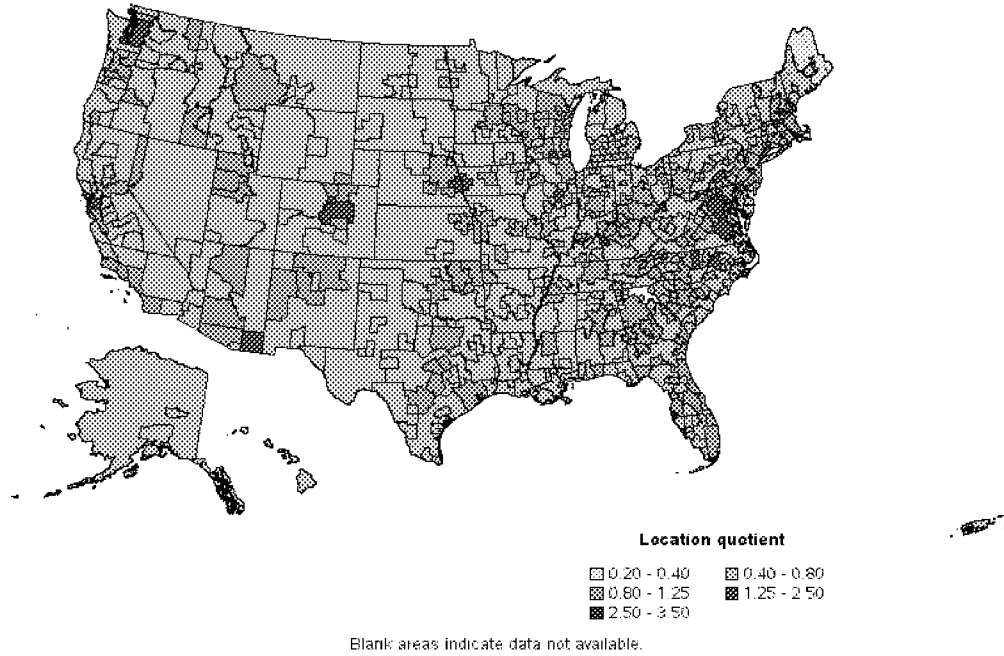 Location quotient
0.20 - 0.40 0.40 - 0.80
0.80 - 1.25 1.25 - 2.50
2.50 - 3.50
Blank areas indicate data not available.